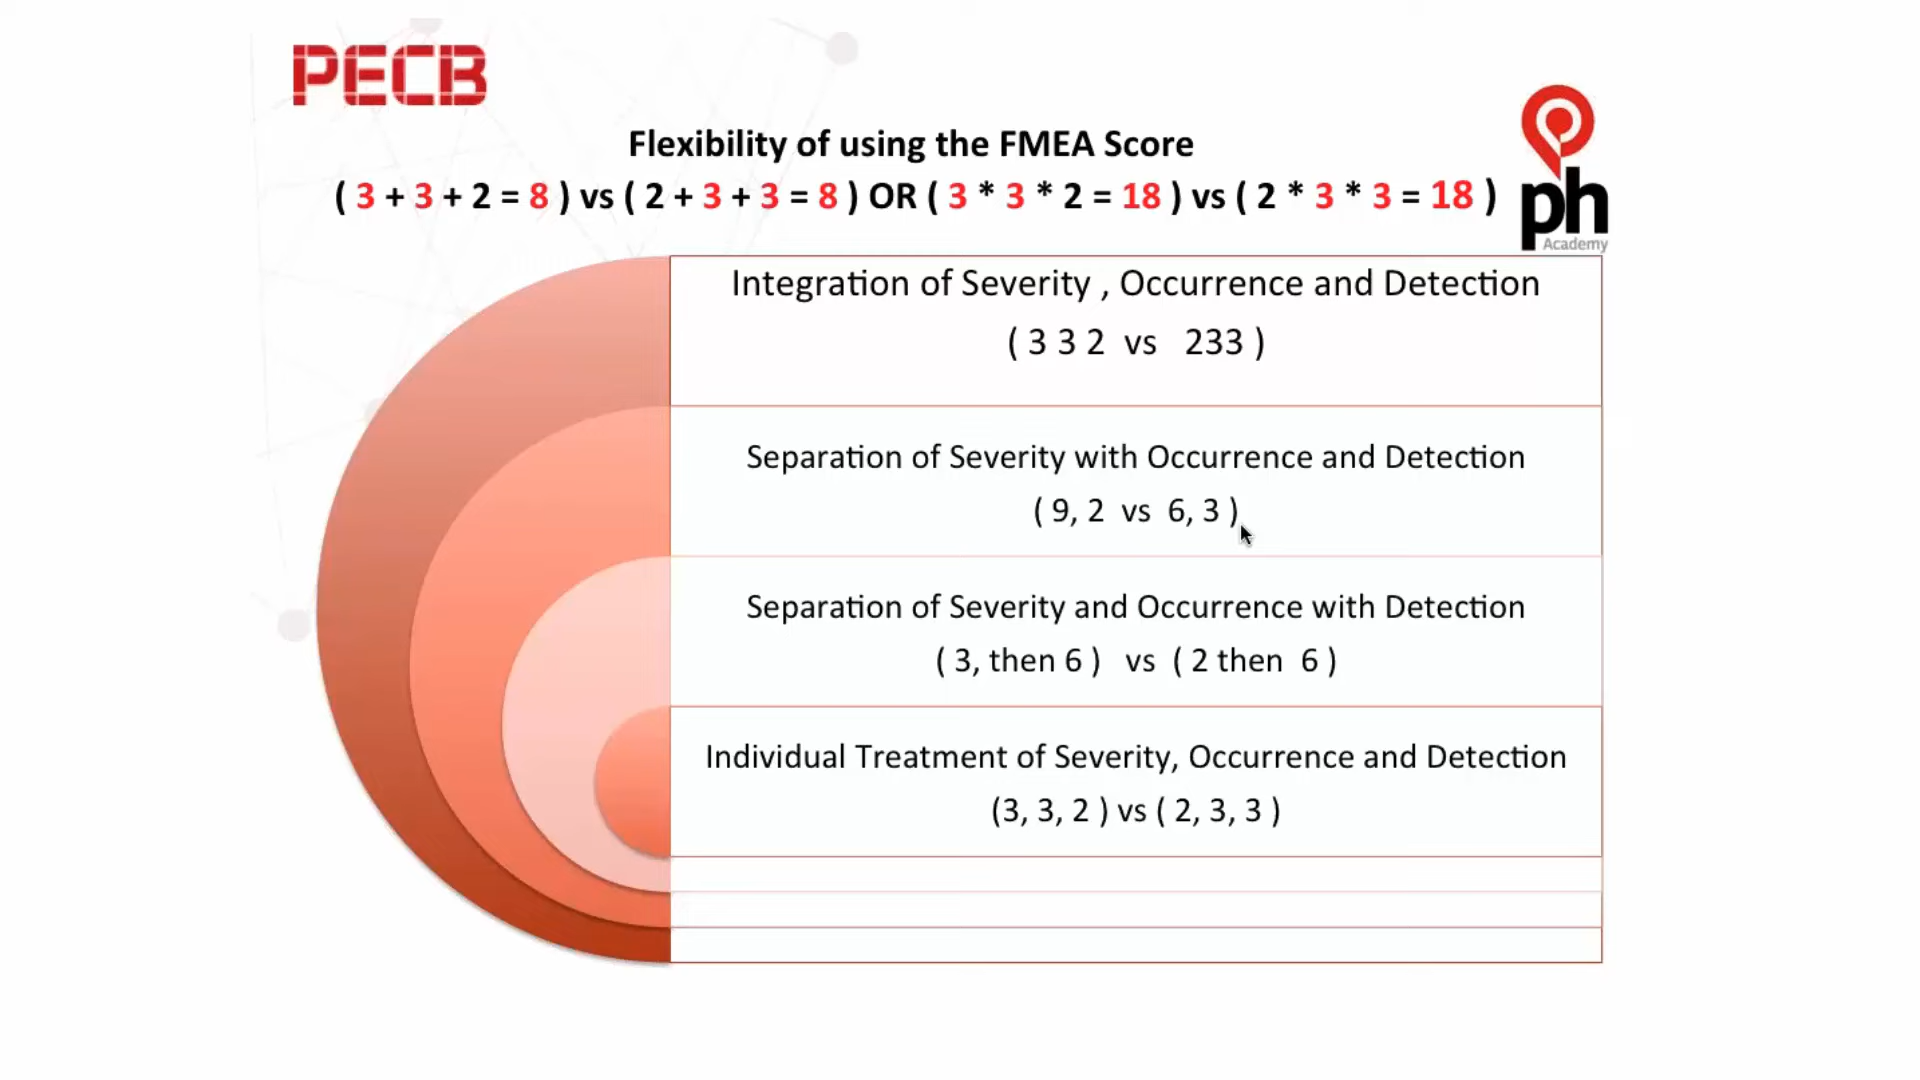 PECB
Flexibility of using the FMEA Score
( 3 + 3 + 2 = 8 ) vs ( 2 + 3 + 3 = 8 ) OR ( 3 * 3 * 2 = 18 ) vs ( 2 * 3 * 3 = 18 )
ph
Academy
Integration of Severity , Occurrence and Detection
( 3 3 2 vs 233 )
Separation of Severity with Occurrence and Detection
( 9, 2 vs 6, 3 )
Separation of Severity and Occurrence with Detection
( 3, then 6 ) vs ( 2 then 6 )
Individual Treatment of Severity, Occurrence and Detection
(3, 3, 2 ) vs ( 2, 3, 3 )